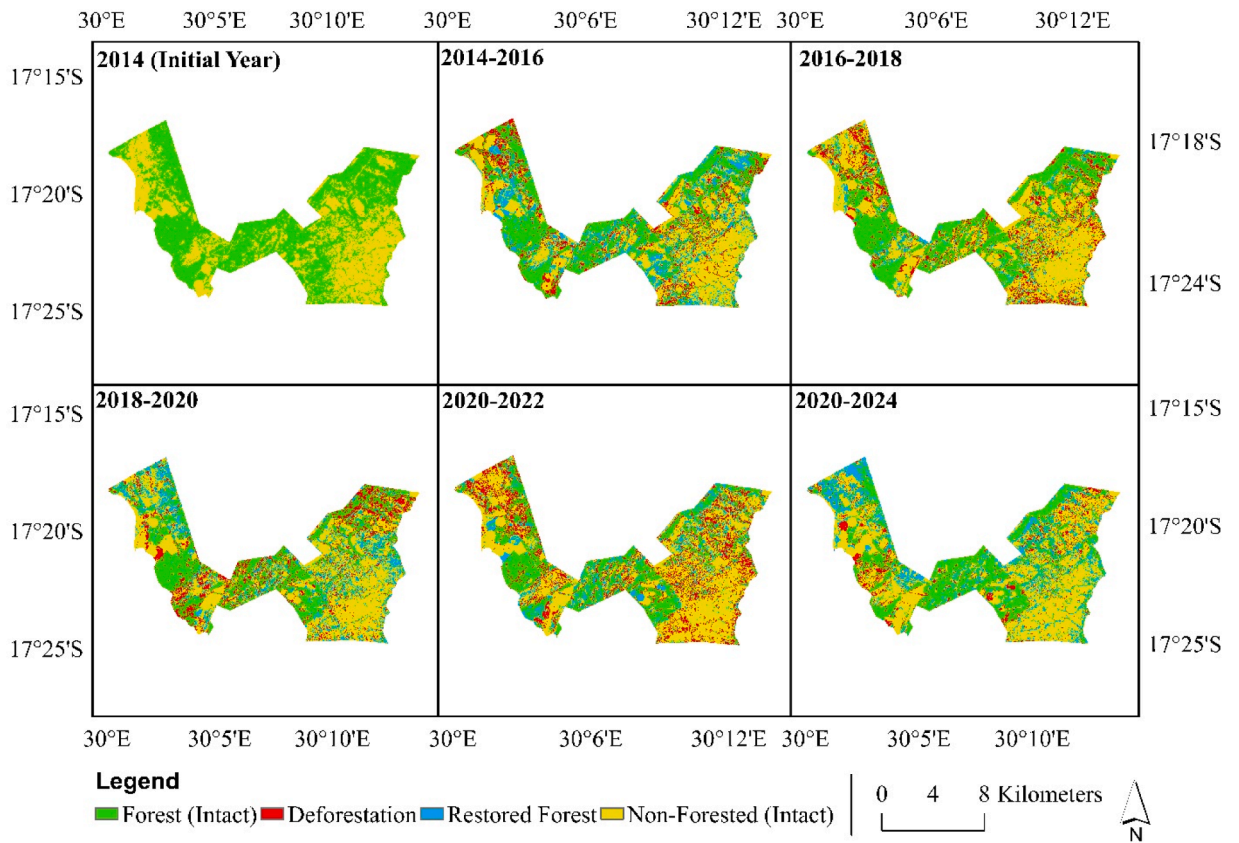 30°E 30°5'E 30°10'E 30°E 30°6'E 30°12'E 30°E 30°6'E 30°12'E
2014 (Initial Year) 2014-2016 2016-2018
17°15'S
17°18'S
17°20'S
17°24'S
17°25'S
2018-2020 2020-2022 2020-2024
17°15'S 17°15'S
17°20'S 17°20'S
17°25'S 17°25'S
30°E 30°5'E 30°10'E 30°E 30°6'E 30°12'E 30°E 30°5'E 30°10'E
Legend
Forest (Intact) Deforestation Restored Forest Non-Forested (Intact)
0 4 8 Kilometers
N